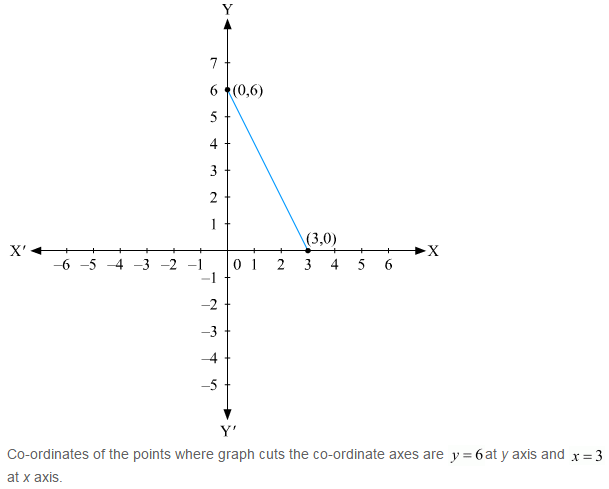 Y
7
6 (0,6)
5
4
3
2
1
(3,0)
X′ X
–6 –5 –4 –3 –2 –1 0 1 2 3 4 5 6
–1
–2
–3
–4
–5
Y′
Co-ordinates of the points where graph cuts the co-ordinate axes are y = 6 at y axis and x = 3
at x axis.